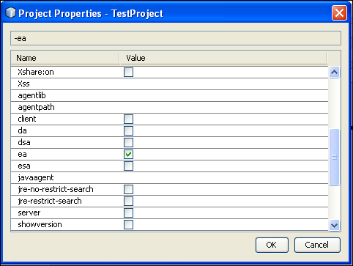 Project Properties - TestProject
-ea
Name Value
Xshare:on
Xss
agentlib
agentpath
client
da
dsa
ea
esa
javaagent
jre-no-restrict-search
jre-restrict-search
server
showversion
OK Cancel